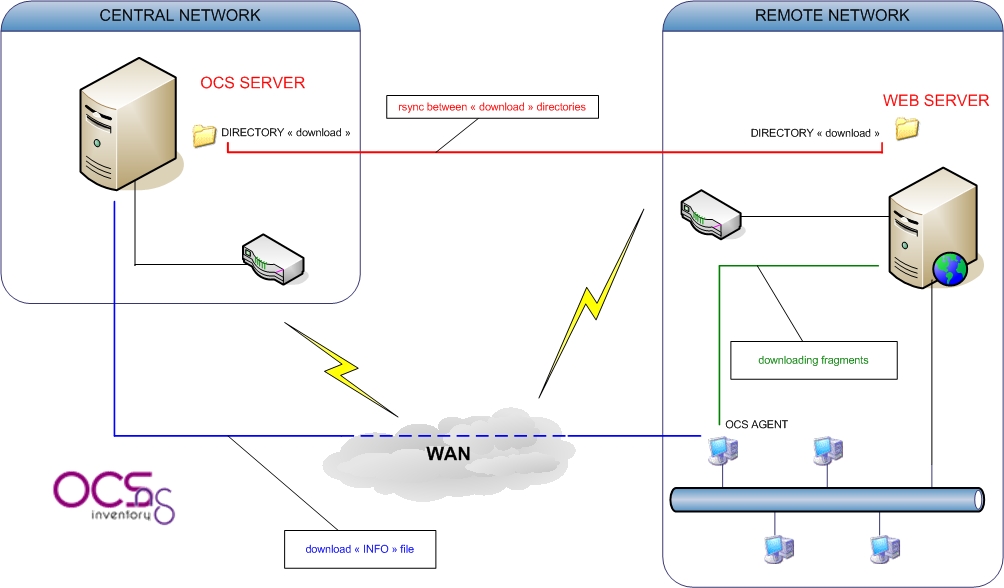 CENTRAL NETWORK
REMOTE NETWORK
OCS SERVER
rsync between « download » directories
WEB SERVER
DIRECTORY « download »
DIRECTORY « download »
downloading fragments
OCS AGENT
WAN
OCSng
inventory
download « INFO » file